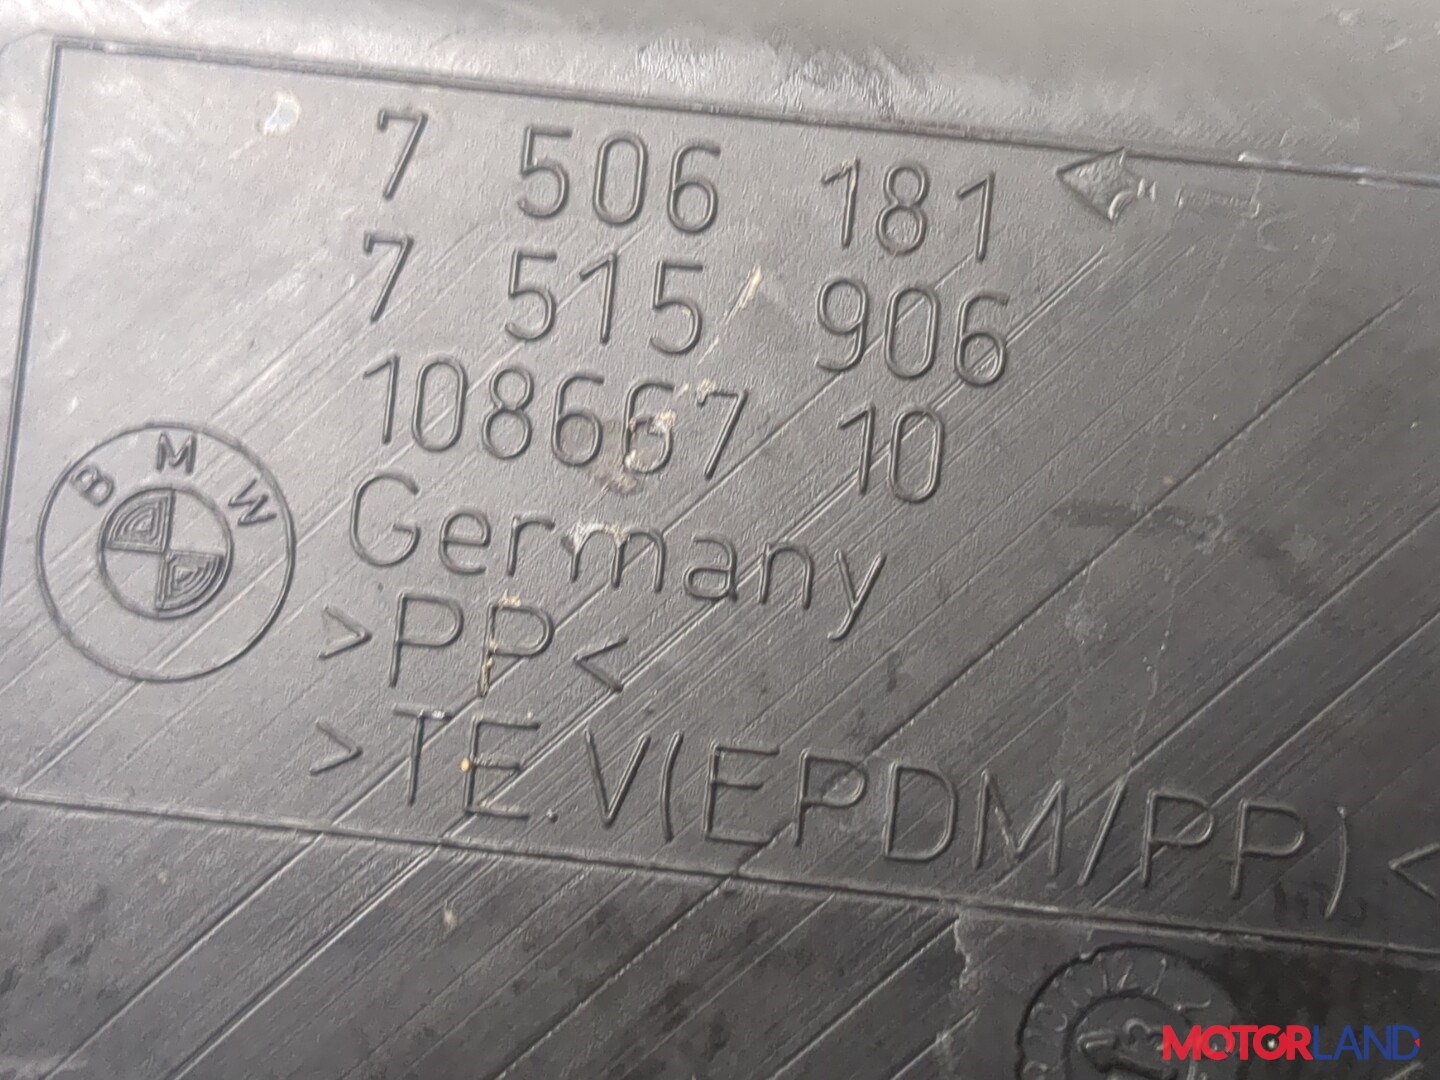 7 506 181
7 515 906
108667 10
BMW
Germany
>PP<
>TE.V(EPDM/PP)<
MOTORLAND